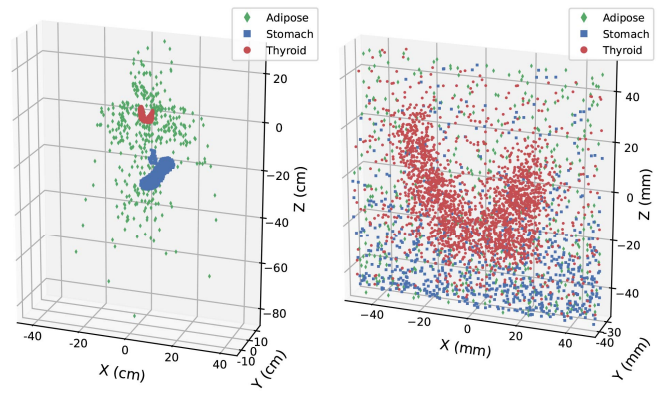 Adipose
Stomach
Thyroid
20
0
−20
−40
−60
−80
Z (cm)
-40
-20
0
20
40
X (cm)
-10
0
10
Y (cm)
Adipose
Stomach
Thyroid
40
20
0
−20
−40
Z (mm)
−40
−20
0
20
40
X (mm)
-40
-30
Y (mm)